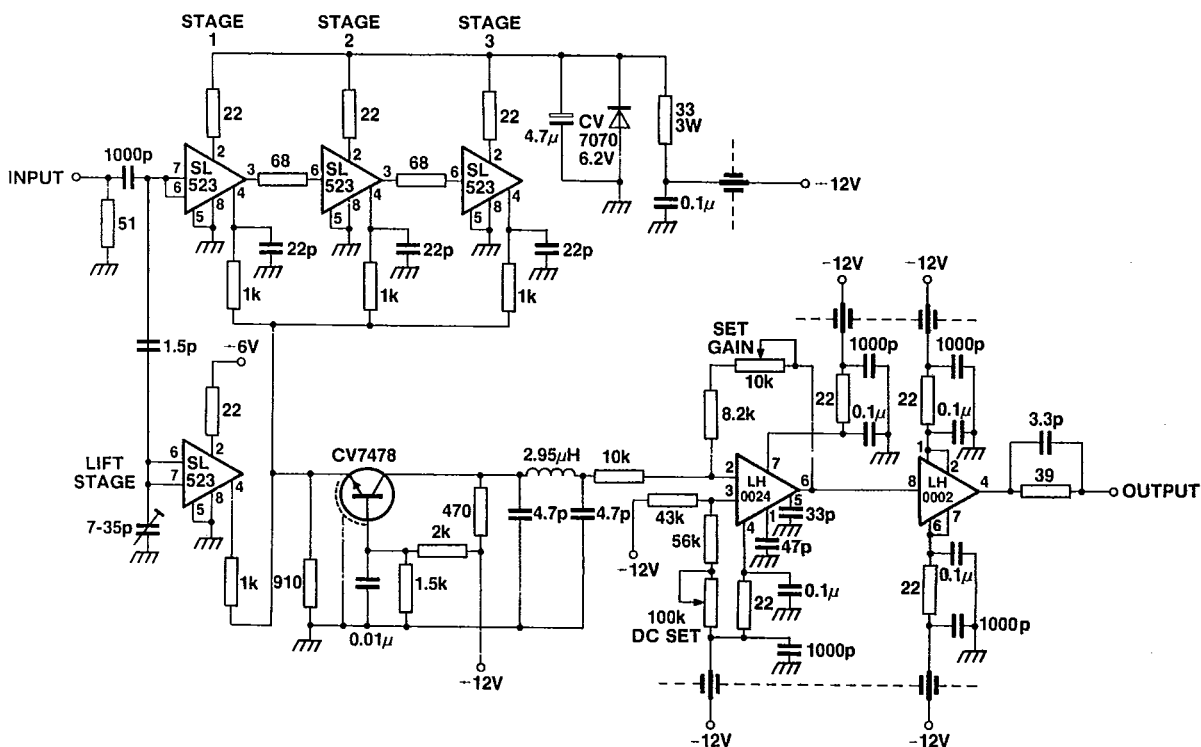 STAGE 1
STAGE 2
STAGE 3
22
22
22
4.7μ
CV 7070 6.2V
33 3W
1000p
INPUT
7
6
SL 523
2
3
4
5
8
68
6
SL 523
2
3
4
5
8
68
6
SL 523
2
4
5
8
0.1μ
–12V
51
22p
22p
22p
1k
1k
1k
1.5p
–6V
22
LIFT STAGE
6
7
SL 523
2
4
5
8
7-35p
1k
910
CV7478
0.01μ
1.5k
2k
470
–12V
2.95μH
4.7p
4.7p
10k
SET GAIN
10k
8.2k
43k
–12V
56k
100k
DC SET
2
3
LH 0024
7
6
5
1
4
33p
47p
22
0.1μ
1000p
–12V
–12V
1000p
22
0.1μ
–12V
1000p
22
0.1μ
8
1
2
LH 0002
4
6
7
3.3p
39
OUTPUT
0.1μ
22
1000p
–12V